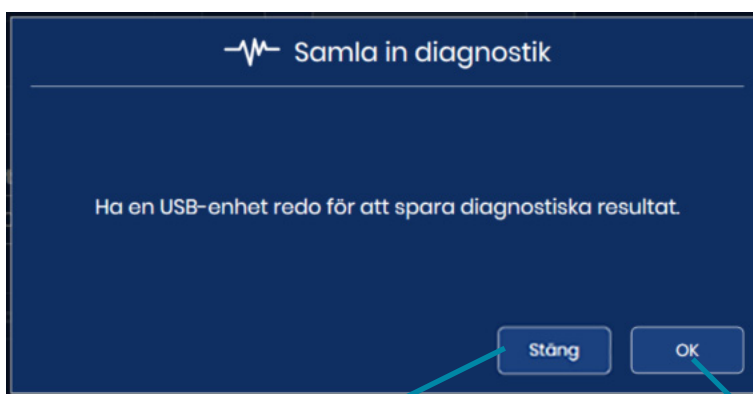 Samla in diagnostik
Ha en USB-enhet redo för att spara diagnostiska resultat.
Stäng
OK